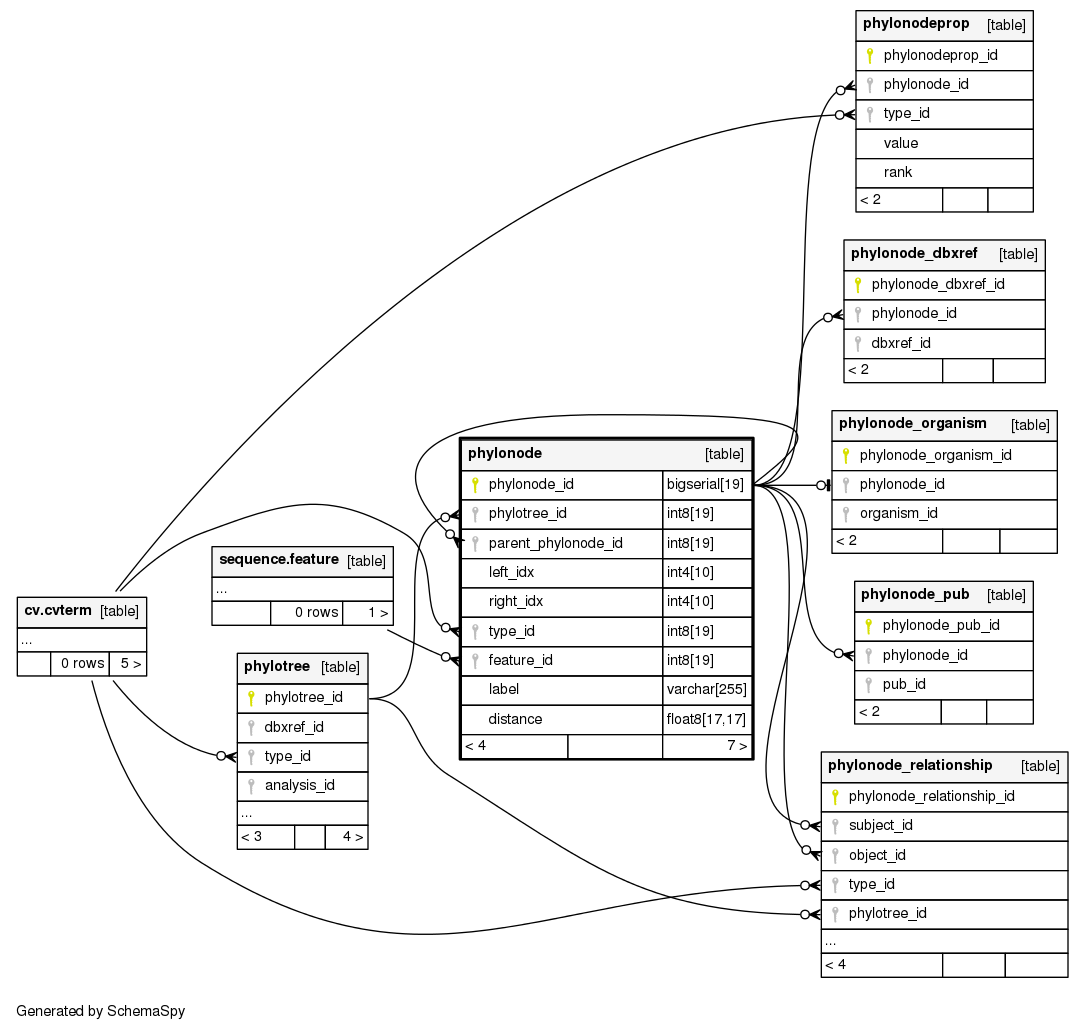 phylonodeprop [table]
phylonodeprop_id
phylonode_id
type_id
value
rank
< 2
phylonode_dbxref [table]
phylonode_dbxref_id
phylonode_id
dbxref_id
< 2
phylonode_organism [table]
phylonode_organism_id
phylonode_id
organism_id
< 2
phylonode [table]
phylonode_id bigserial[19]
phylotree_id int8[19]
parent_phylonode_id int8[19]
left_idx int4[10]
right_idx int4[10]
type_id int8[19]
feature_id int8[19]
label varchar[255]
distance float8[17,17]
< 4 7 >
sequence.feature [table]
...
0 rows 1 >
cv.cvterm [table]
...
0 rows 5 >
phylotree [table]
phylotree_id
dbxref_id
type_id
analysis_id
...
< 3 4 >
phylonode_pub [table]
phylonode_pub_id
phylonode_id
pub_id
< 2
phylonode_relationship [table]
phylonode_relationship_id
subject_id
object_id
type_id
phylotree_id
...
< 4
Generated by SchemaSpy